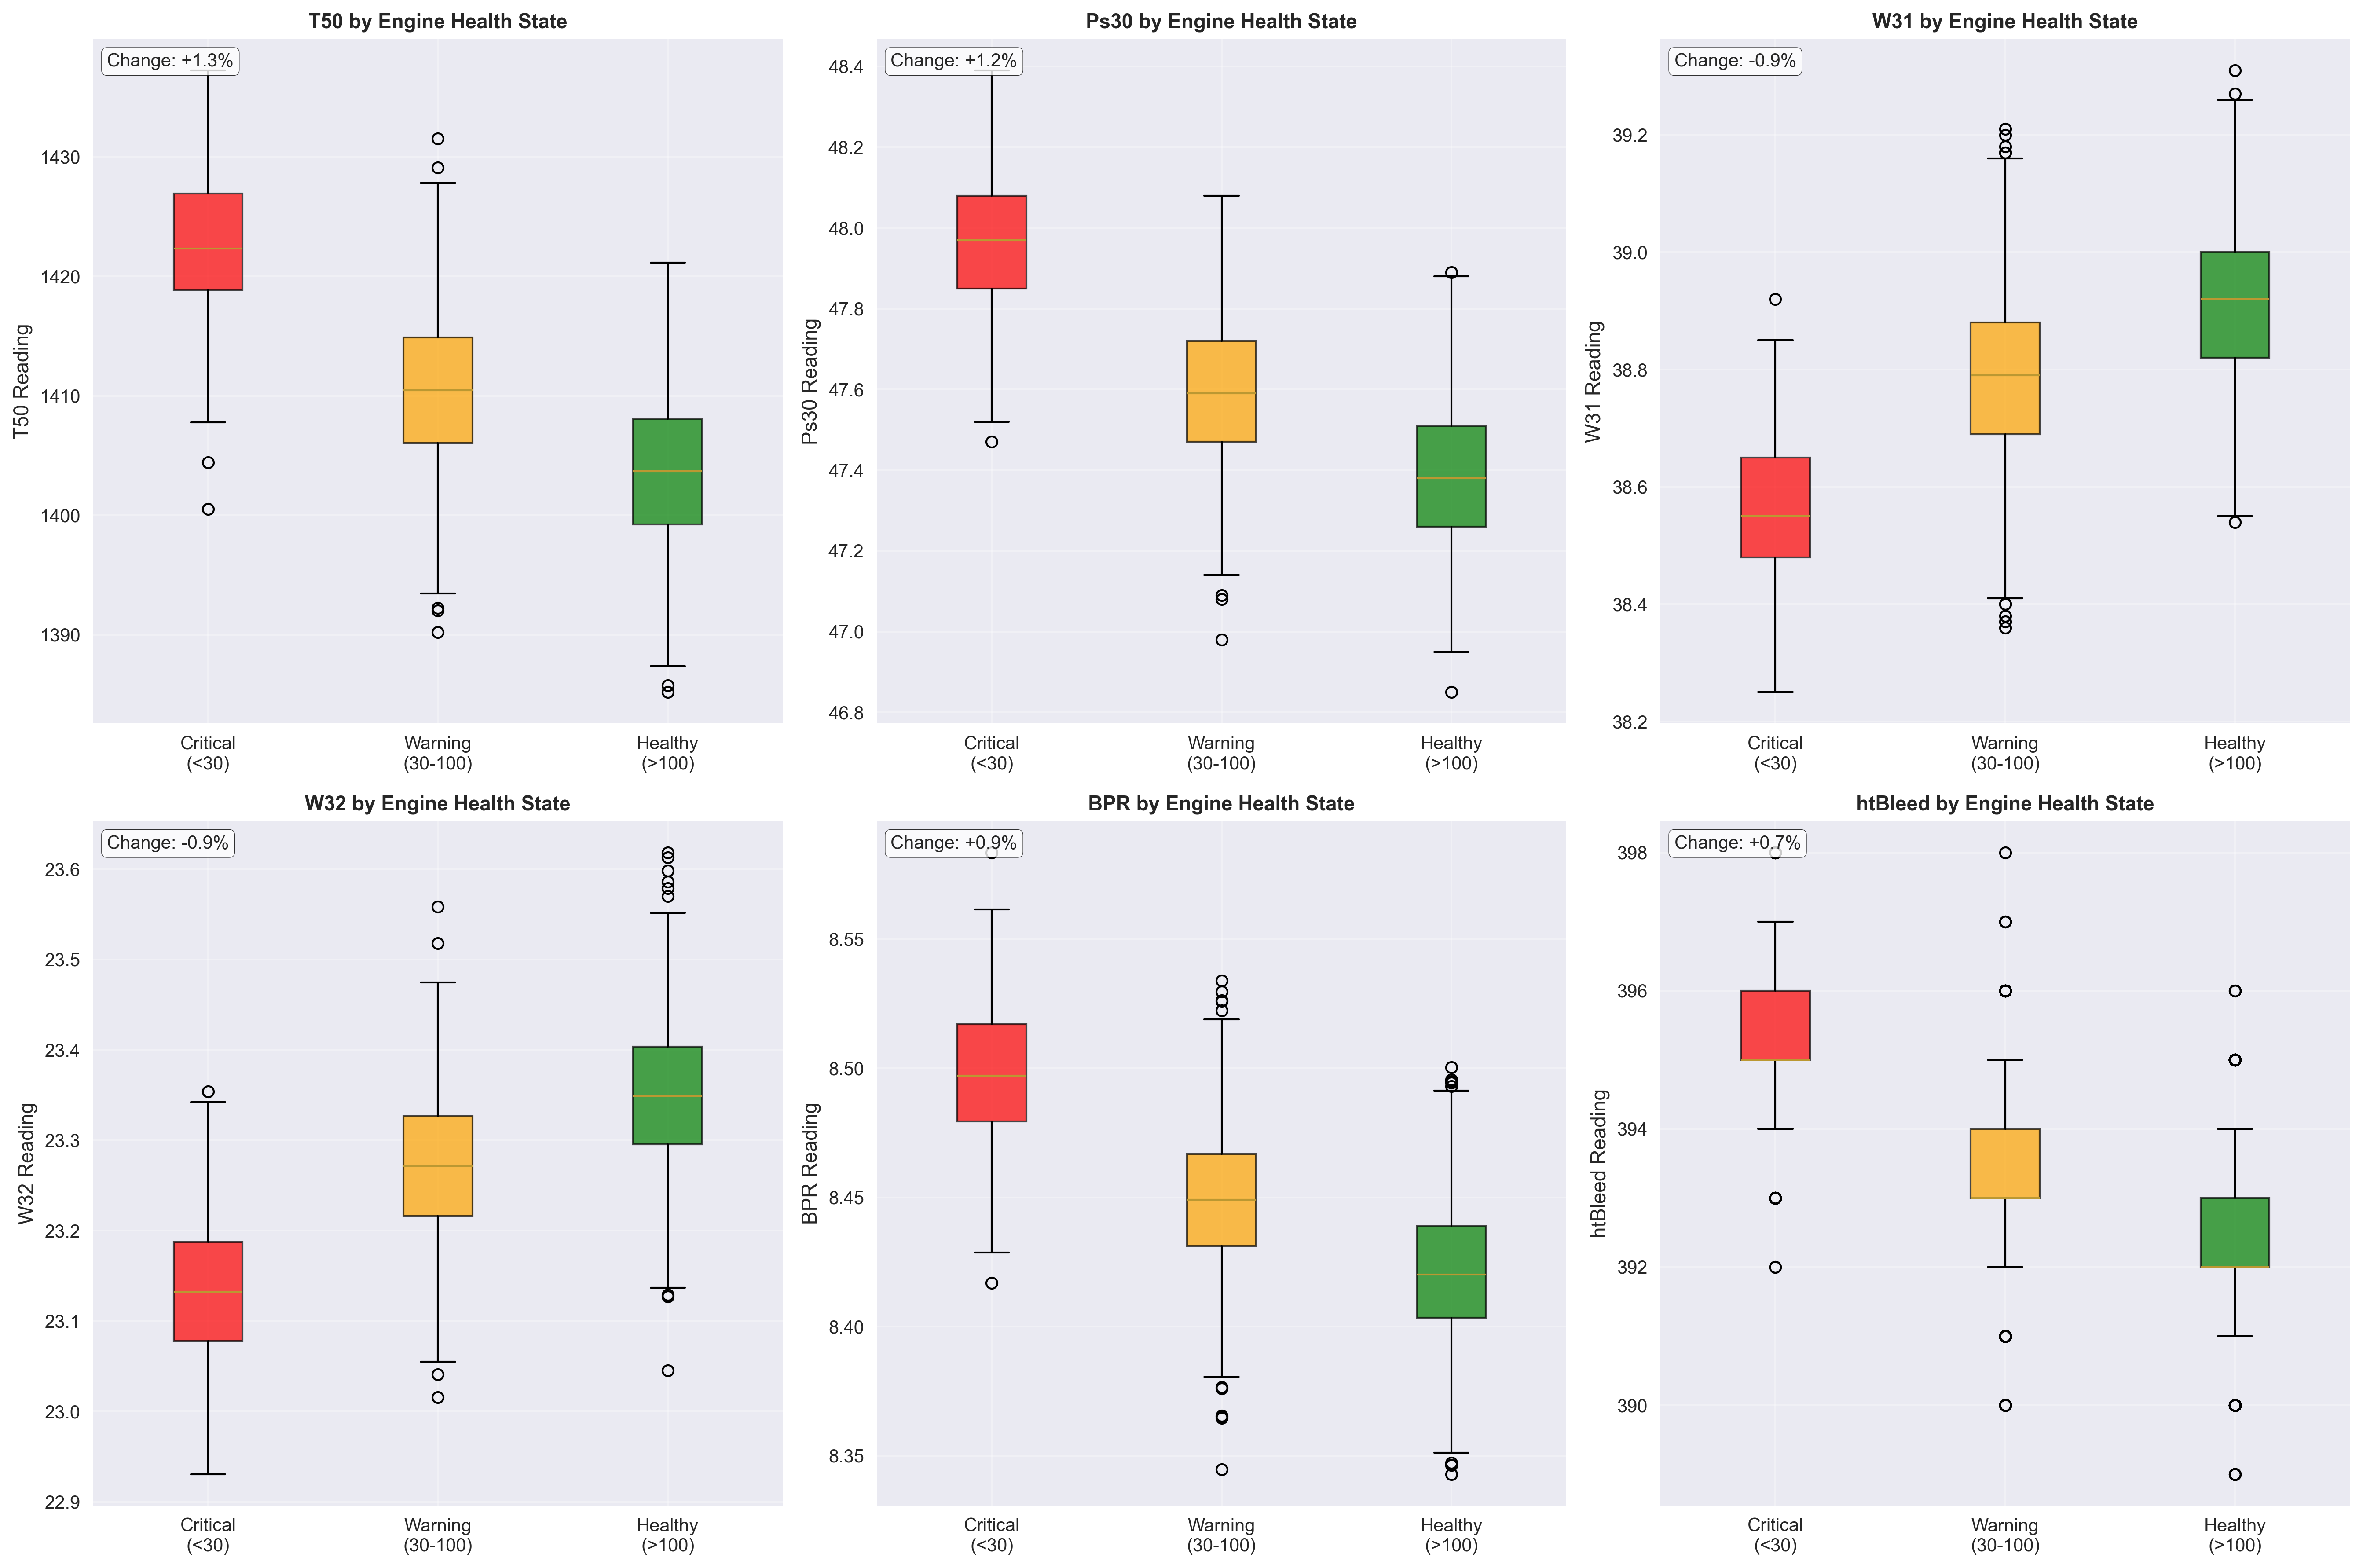 T50 by Engine Health State
Change: +1.3%
T50 Reading
1430
1420
1410
1400
1390
Critical
(<30)
Warning
(30-100)
Healthy
(>100)
Ps30 by Engine Health State
Change: +1.2%
Ps30 Reading
48.4
48.2
48.0
47.8
47.6
47.4
47.2
47.0
46.8
Critical
(<30)
Warning
(30-100)
Healthy
(>100)
W31 by Engine Health State
Change: -0.9%
W31 Reading
39.2
39.0
38.8
38.6
38.4
38.2
Critical
(<30)
Warning
(30-100)
Healthy
(>100)
W32 by Engine Health State
Change: -0.9%
W32 Reading
23.6
23.5
23.4
23.3
23.2
23.1
23.0
22.9
Critical
(<30)
Warning
(30-100)
Healthy
(>100)
BPR by Engine Health State
Change: +0.9%
BPR Reading
8.55
8.50
8.45
8.40
8.35
Critical
(<30)
Warning
(30-100)
Healthy
(>100)
htBleed by Engine Health State
Change: +0.7%
htBleed Reading
398
396
394
392
390
Critical
(<30)
Warning
(30-100)
Healthy
(>100)